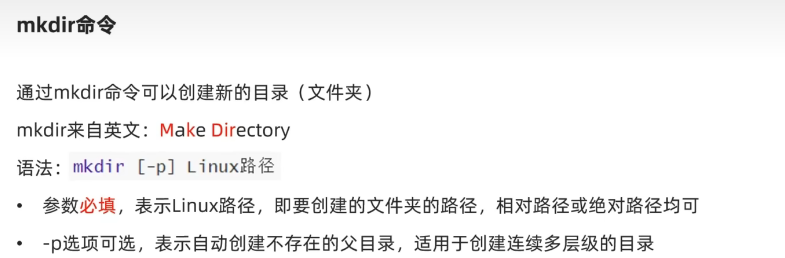 mkdir命令
通过mkdir命令可以创建新的目录（文件夹）
mkdir来自英文：Make Directory
语法：mkdir [-p] Linux路径
• 参数必填，表示Linux路径，即要创建的文件夹的路径，相对路径或绝对路径均可
• -p选项可选，表示自动创建不存在的父目录，适用于创建连续多层级的目录